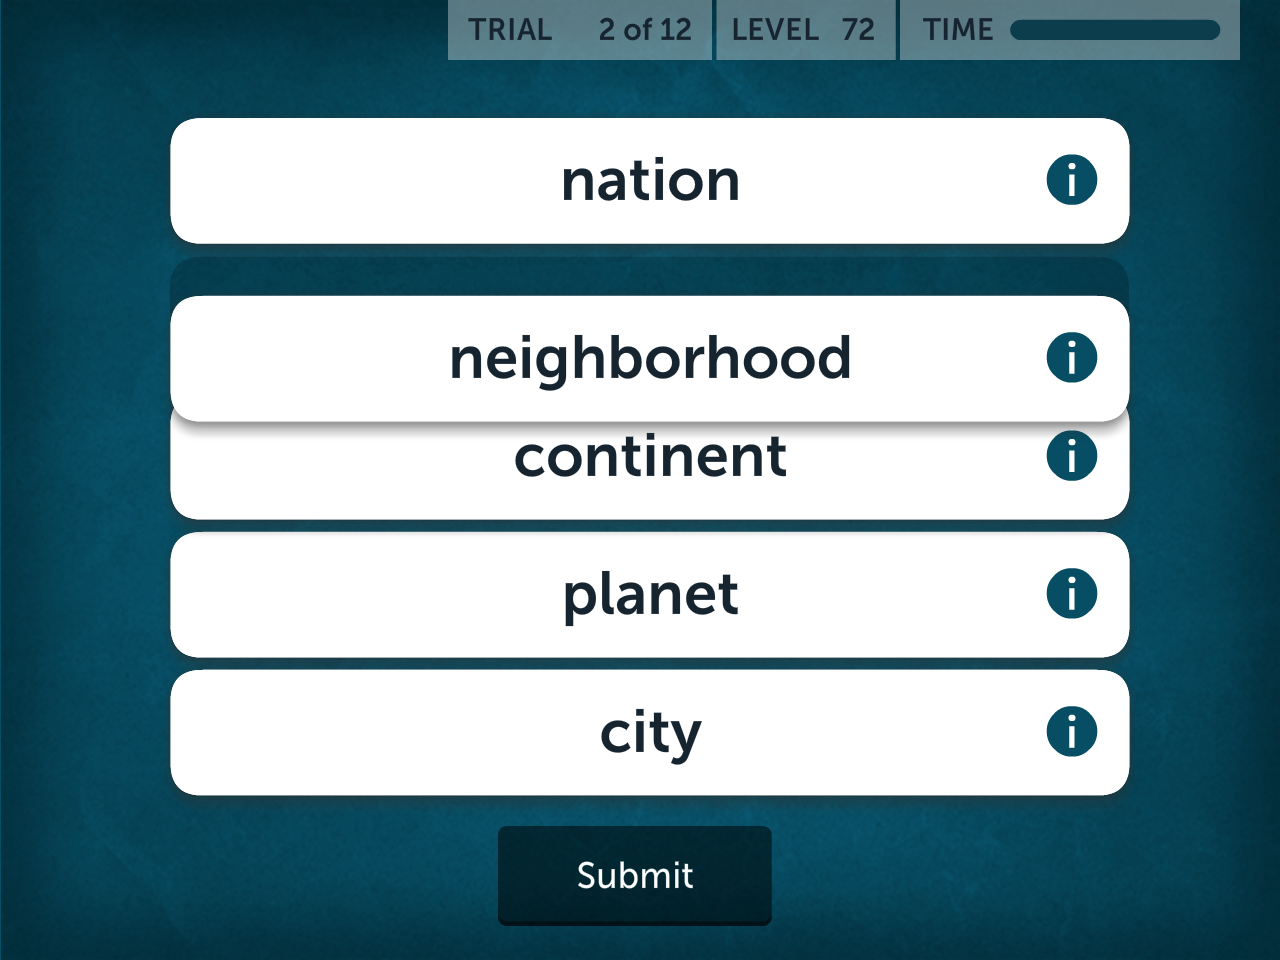 TRIAL 2 of 12 LEVEL 72 TIME
nation
neighborhood
continent
planet
city
Submit